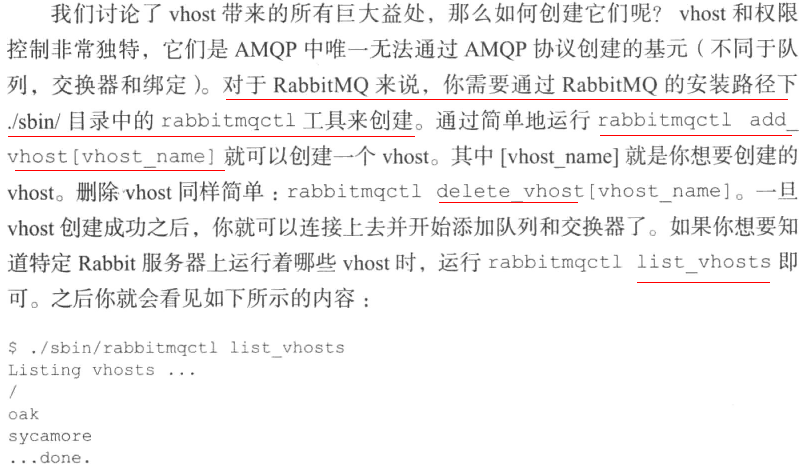 我们讨论了 vhost 带来的所有巨大益处，那么如何创建它们呢？ vhost 和权限
控制非常独特，它们是 AMQP 中唯一无法通过 AMQP 协议创建的基元（不同于队
列，交换器和绑定）。对于 RabbitMQ 来说，你需要通过 RabbitMQ 的安装路径下
./sbin/ 目录中的 rabbitmqctl 工具来创建。通过简单地运行 rabbitmqctl add_
vhost[vhost_name] 就可以创建一个 vhost。其中 [vhost_name] 就是你想要创建的
vhost。删除 vhost 同样简单：rabbitmqctl delete_vhost[vhost_name]。一旦
vhost 创建成功之后，你就可以连接上去并开始添加队列和交换器了。如果你想要知
道特定 Rabbit 服务器上运行着哪些 vhost 时，运行 rabbitmqctl list_vhosts 即
可。之后你就会看见如下所示的内容：
$ ./sbin/rabbitmqctl list_vhosts
Listing vhosts ...
/
oak
sycamore
...done.